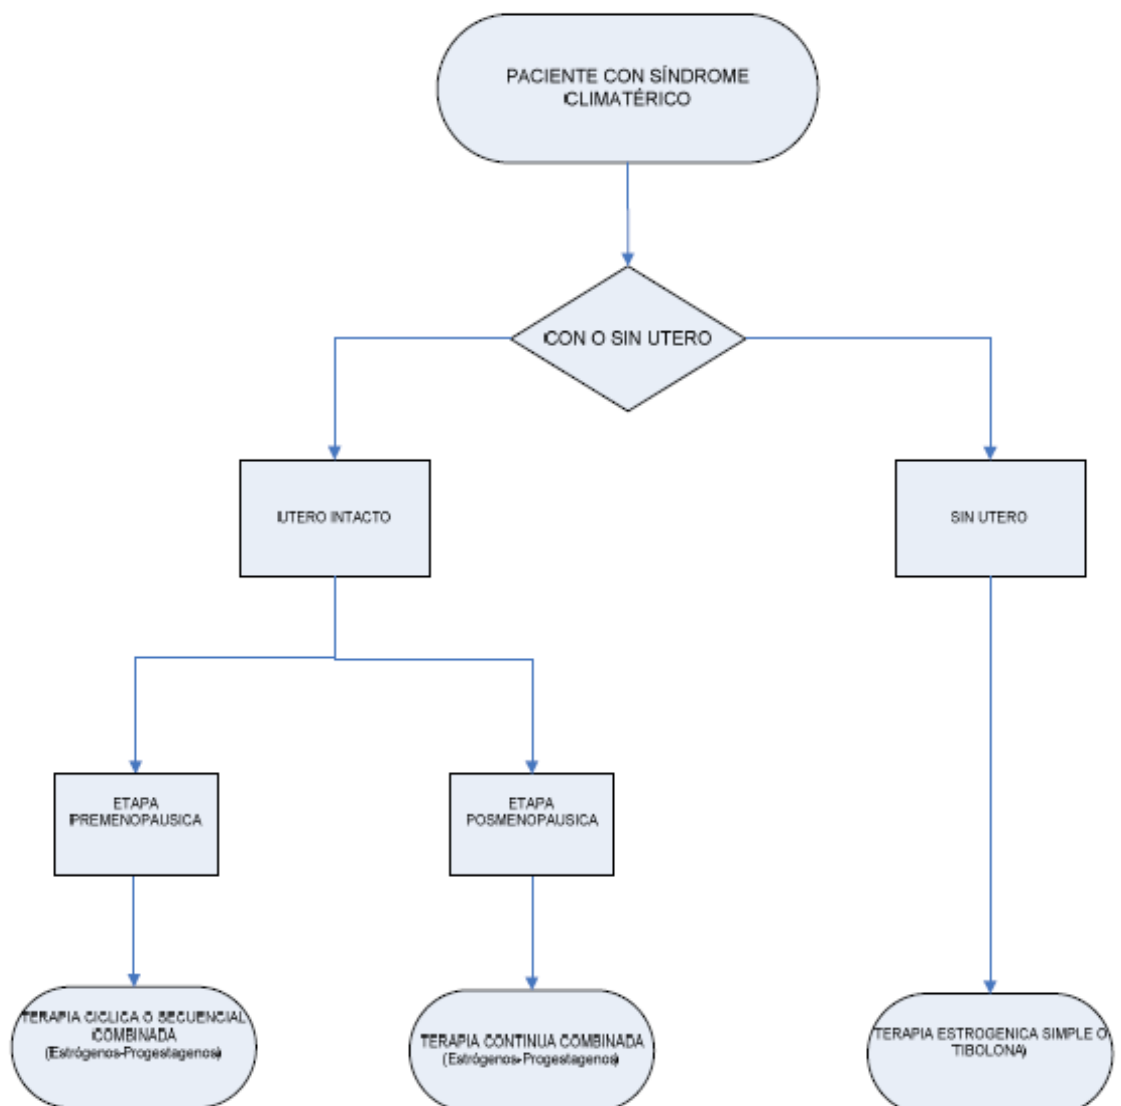 PACIENTE CON SÍNDROME
CLIMATÉRICO
CON O SIN UTERO
UTERO INTACTO
SIN UTERO
ETAPA
PREMENOPAUSICA
ETAPA
POSMENOPAUSICA
TERAPIA CICLICA O SECUENCIAL
COMBINADA
(Estrógenos-Progestagenos)
TERAPIA CONTINUA COMBINADA
(Estrógenos-Progestagenos)
TERAPIA ESTROGENICA SIMPLE O
TIBOLONA)